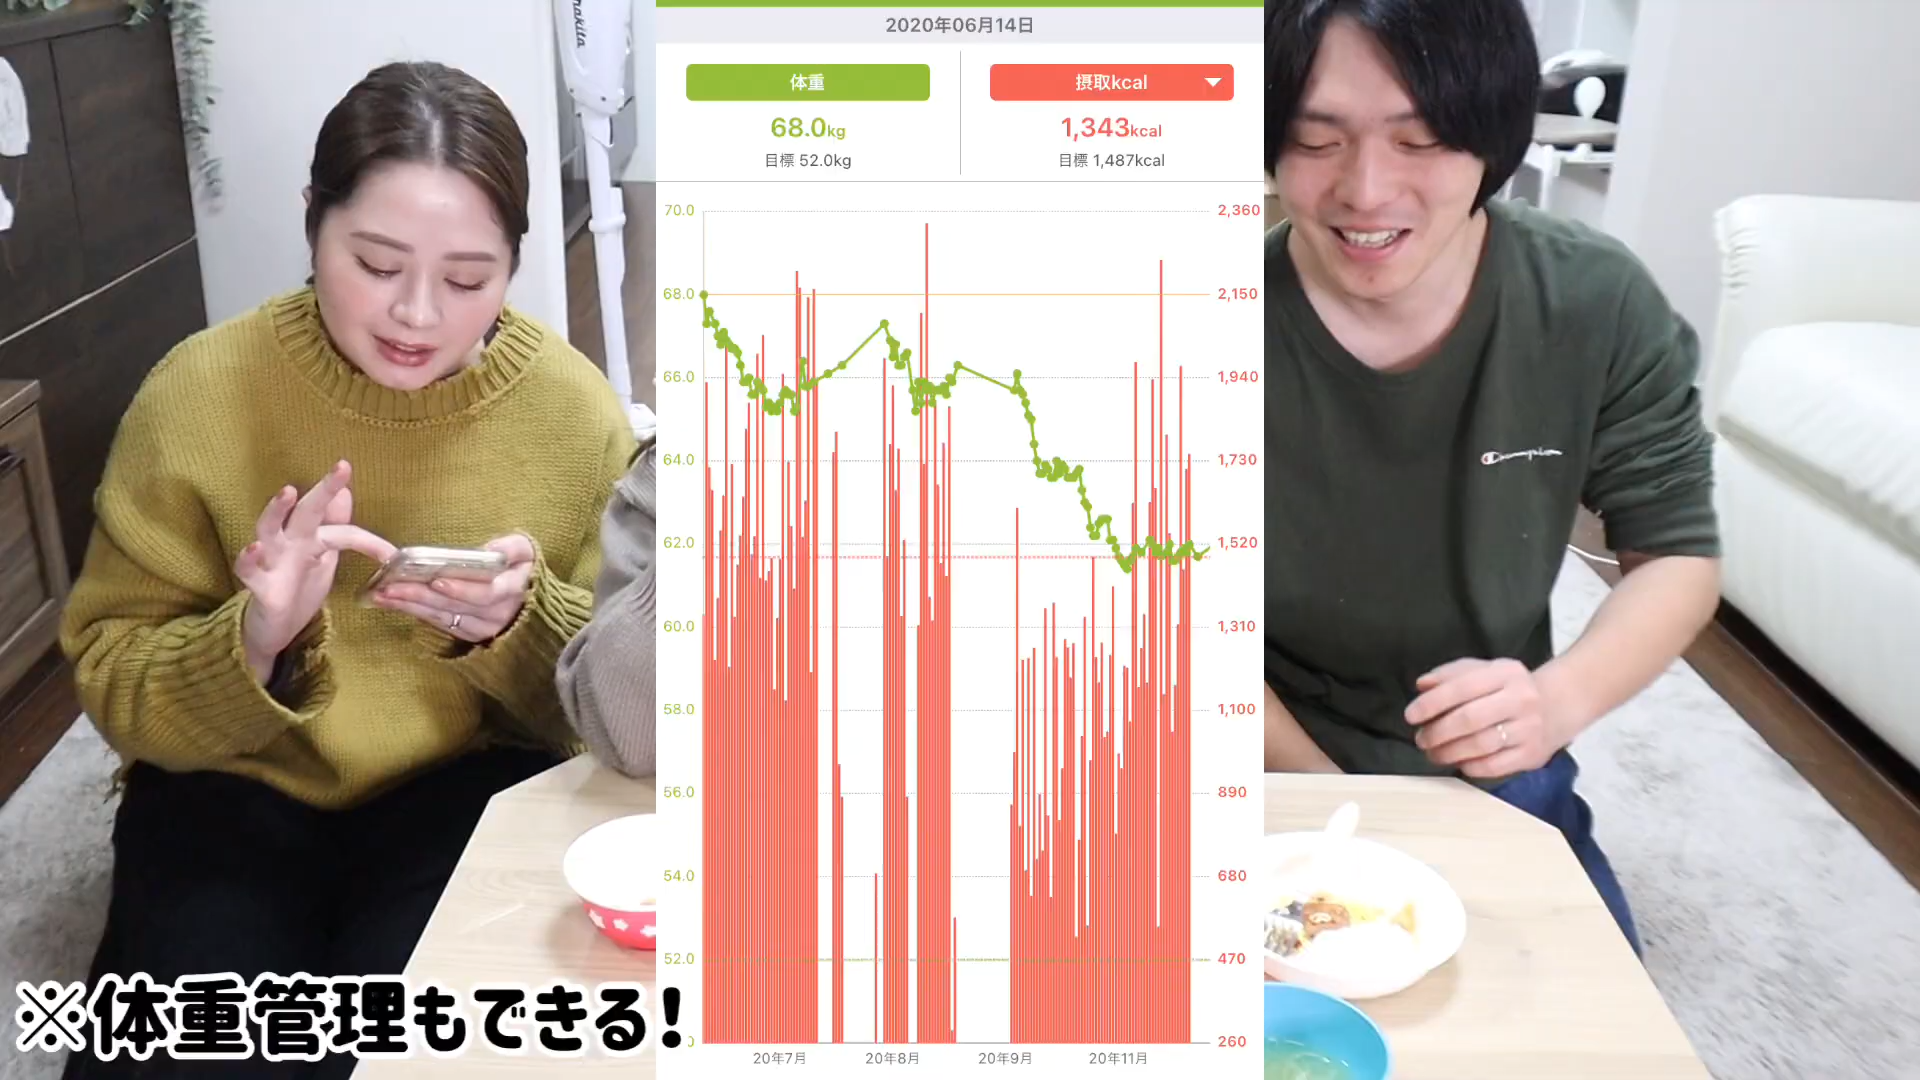 makita
2020年06月14日
体重
摂取kcal
68.0kg
1,343kcal
目標 52.0kg
目標 1,487kcal
70.0
2,360
68.0
2,150
66.0
1,940
64.0
1,730
Champion
62.0
1,520
60.0
1,310
58.0
1,100
56.0
890
54.0
680
52.0
470
260
20年7月
20年8月
20年9月
20年11月
※体重管理もできる!